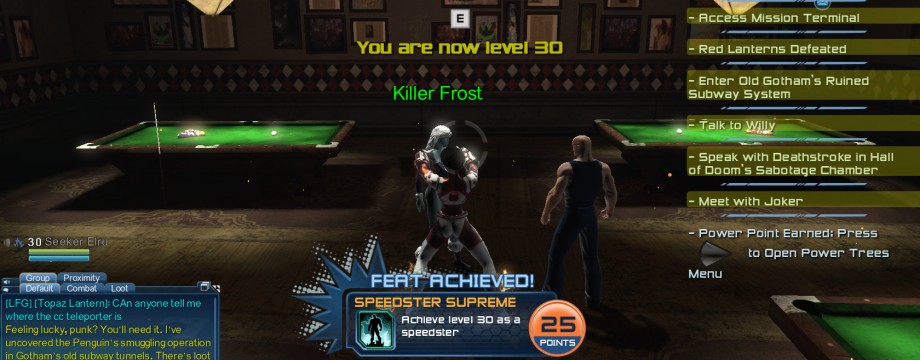 E
You are now level 30
Killer Frost
- Access Mission Terminal
- Red Lanterns Defeated
- Enter Old Gotham's Ruined
Subway System
- Talk to Willy
- Speak with Deathstroke in Hall
of Doom's Sabotage Chamber
- Meet with Joker
- Power Point Earned: Press
to Open Power Trees
Menu
30 Seeker Elru
Group Proximity
Default Combat Loot
[LFG] [Topaz Lantern]: CAn anyone tell me
where the cc teleporter is
Feeling lucky, punk? You'll need it. I've
uncovered the Penguin's smuggling operation
in Gotham's old subway tunnels. There's loot
FEAT ACHIEVED!
SPEEDSTER SUPREME
Achieve level 30 as a
speedster
25
POINTS